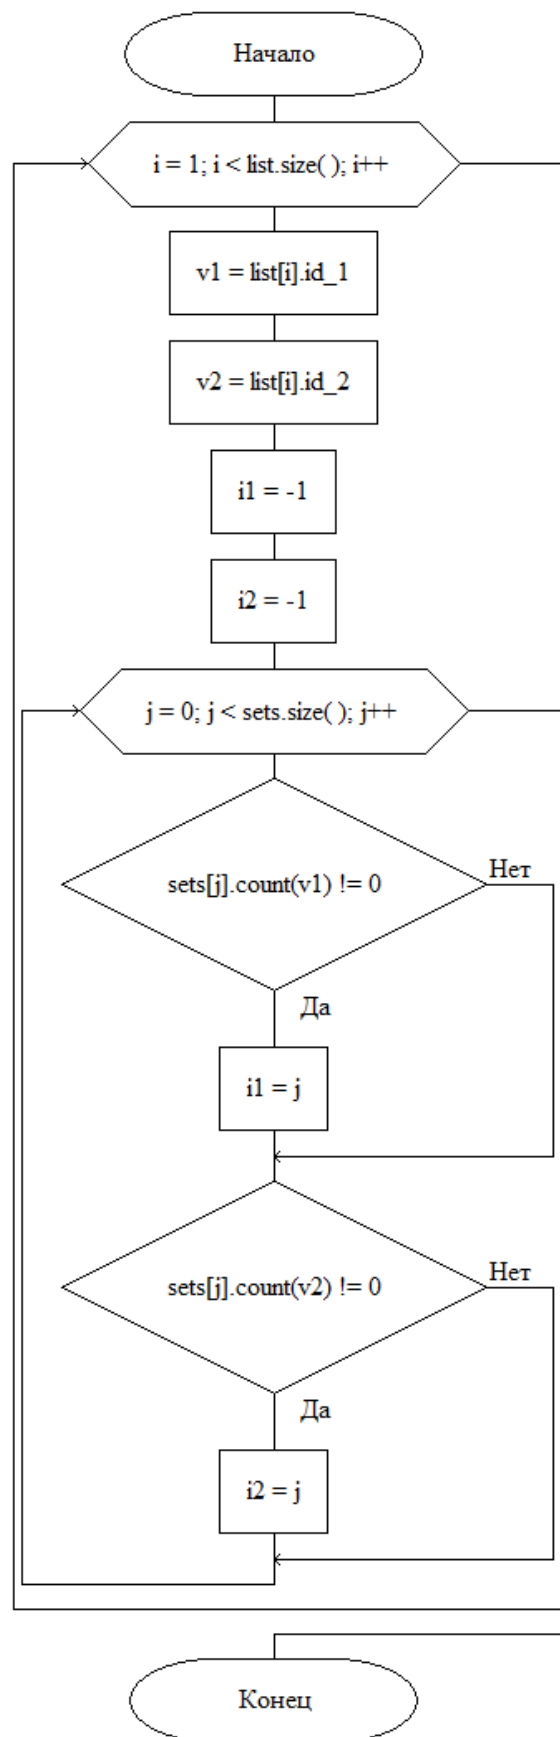 Начало
i = 1; i < list.size( ); i++
v1 = list[i].id_1
v2 = list[i].id_2
i1 = -1
i2 = -1
j = 0; j < sets.size( ); j++
sets[j].count(v1) != 0
Нет
Да
i1 = j
sets[j].count(v2) != 0
Нет
Да
i2 = j
Конец